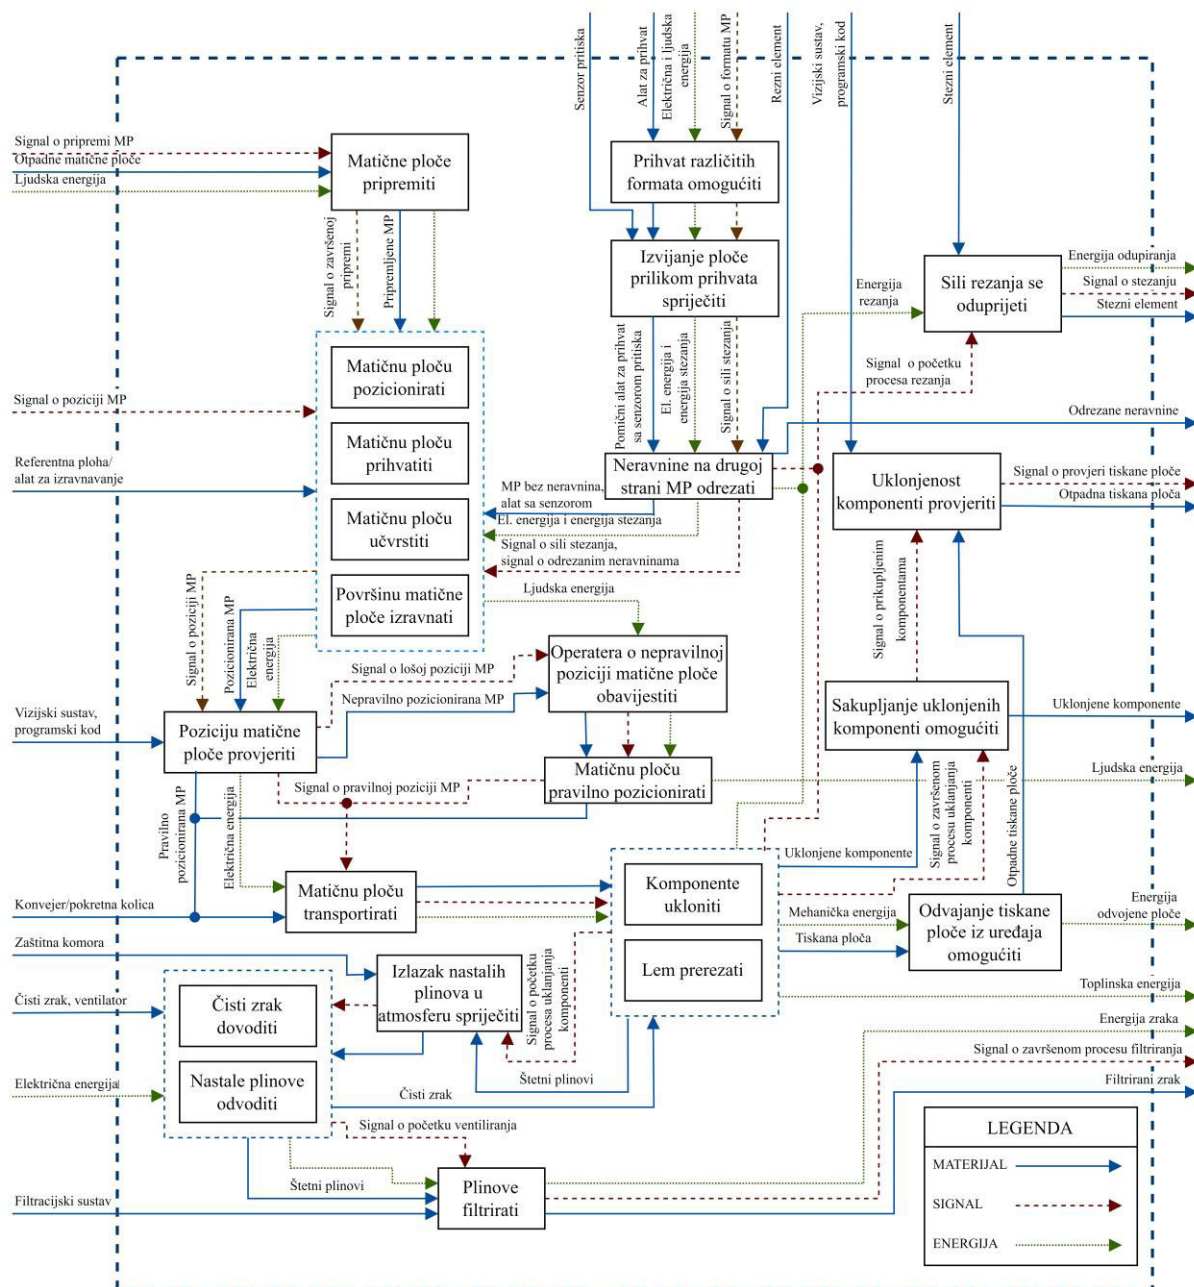 Senzor pritiska
Alat za prihvat
Električna i ljudska
energija
Signal o formatu MP
Rezni element
Vizijski sustav,
programski kod
Stezni element
Signal o pripremi MP
Otpadne matične ploče
Ljudska energija
Matične ploče
pripremiti
Prihvat različitih
formata omogućiti
Signal o završenoj
pripremi
Pripremljene MP
Izvijanje ploče
prilikom prihvata
spriječiti
Energija
rezanja
Sili rezanja se
oduprijeti
Energija odupiranja
Signal o stezanju
Stezni element
Matičnu ploču
pozicionirati
Pomični alat za prihvat
sa senzorom pritiska
El. energija i
energija stezanja
Signal o sili stezanja
Signal o početku
procesa rezanja
Signal o poziciji MP
Odrezane neravnine
Matičnu ploču
prihvatiti
Referentna ploha/
alat za izravnavanje
Neravnine na drugoj
strani MP odrezati
Uklonjenost
komponenti provjeriti
Signal o provjeri tiskane ploče
Otpadna tiskana ploča
MP bez neravnina,
alat sa senzorom
El. energija i energija stezanja
Matičnu ploču
učvrstiti
Signal o sili stezanja,
signal o odrezanim neravninama
Površinu matične
ploče izravnati
Ljudska energija
Signal o prikupljenim
komponentama
Signal o poziciji MP
Pozicionirana MP
Električna
energija
Signal o lošoj poziciji MP
Operatera o nepravilnoj
poziciji matične ploče
obavijestiti
Nepravilno pozicionirana MP
Vizijski sustav,
programski kod
Poziciju matične
ploče provjeriti
Sakupljanje uklonjenih
komponenti omogućiti
Uklonjene komponente
Signal o pravilnoj poziciji MP
Matičnu ploču
pravilno pozicionirati
Ljudska energija
Pravilno
pozicionirana MP
Električna energija
Signal o završenom
procesu uklanjanja
komponenti
Otpadne tiskane ploče
Uklonjene komponente
Matičnu ploču
transportirati
Komponente
ukloniti
Konvejer/pokretna kolica
Mehanička energija
Tiskana ploča
Odvajanje tiskane
ploče iz uređaja
omogućiti
Energija
odvojene ploče
Zaštitna komora
Izlazak nastalih
plinova u
atmosferu spriječiti
Signal o početku
procesa uklanjanja
komponenti
Lem prerezati
Toplinska energija
Čisti zrak, ventilator
Čisti zrak
dovoditi
Energija zraka
Signal o završenom procesu filtriranja
Štetni plinovi
Filtrirani zrak
Električna energija
Nastale plinove
odvoditi
Čisti zrak
Signal o početku ventiliranja
Štetni plinovi
Filtracijski sustav
Plinove
filtrirati
LEGENDA
MATERIJAL
SIGNAL
ENERGIJA